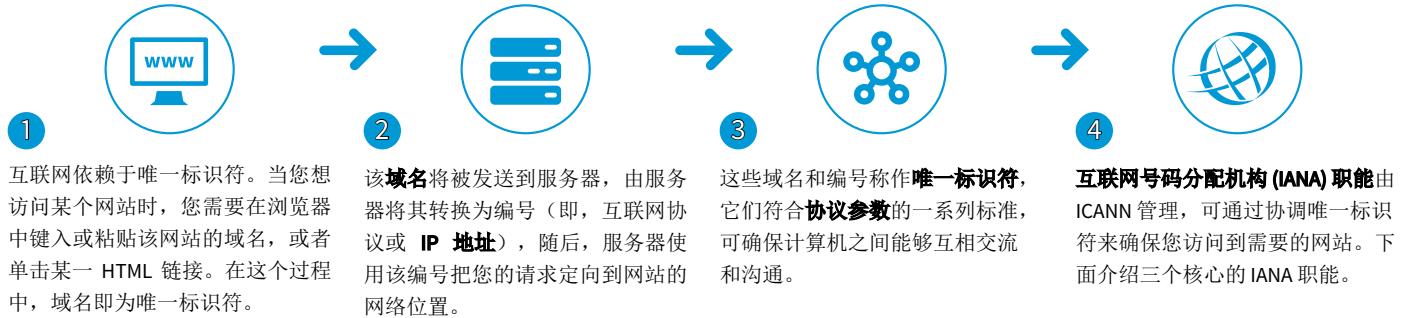 www
1
互联网依赖于唯一标识符。当您想
访问某个网站时，您需要在浏览器
中键入或粘贴该网站的域名，或者
单击某一 HTML 链接。在这个过程
中，域名即为唯一标识符。
2
该域名将被发送到服务器，由服务
器将其转换为编号（即，互联网协
议或 IP 地址），随后，服务器使
用该编号把您的请求定向到网站的
网络位置。
3
这些域名和编号称作唯一标识符，
它们符合协议参数的一系列标准，
可确保计算机之间能够互相交流
和沟通。
4
互联网号码分配机构 (IANA) 职能由
ICANN 管理，可通过协调唯一标识
符来确保您访问到需要的网站。下
面介绍三个核心的 IANA 职能。